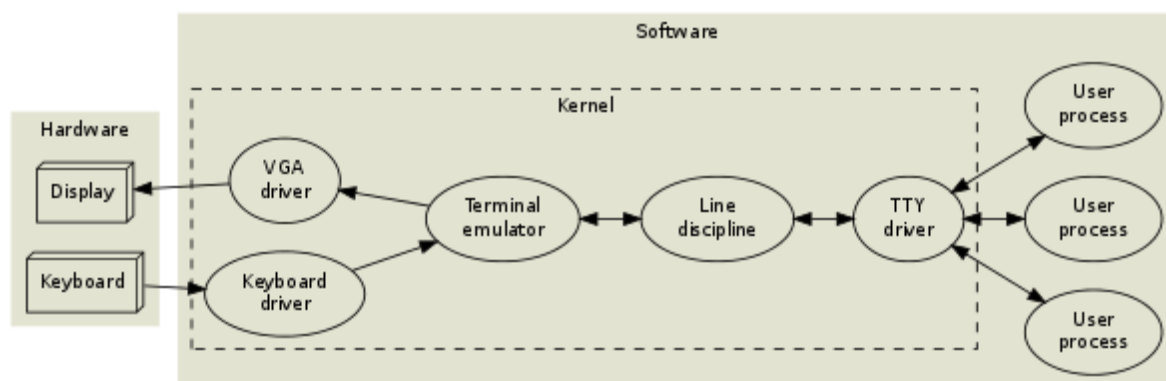 Software
Kernel
Hardware
Display
Keyboard
VGA
driver
Keyboard
driver
Terminal
emulator
Line
discipline
TTY
driver
User
process
User
process
User
process